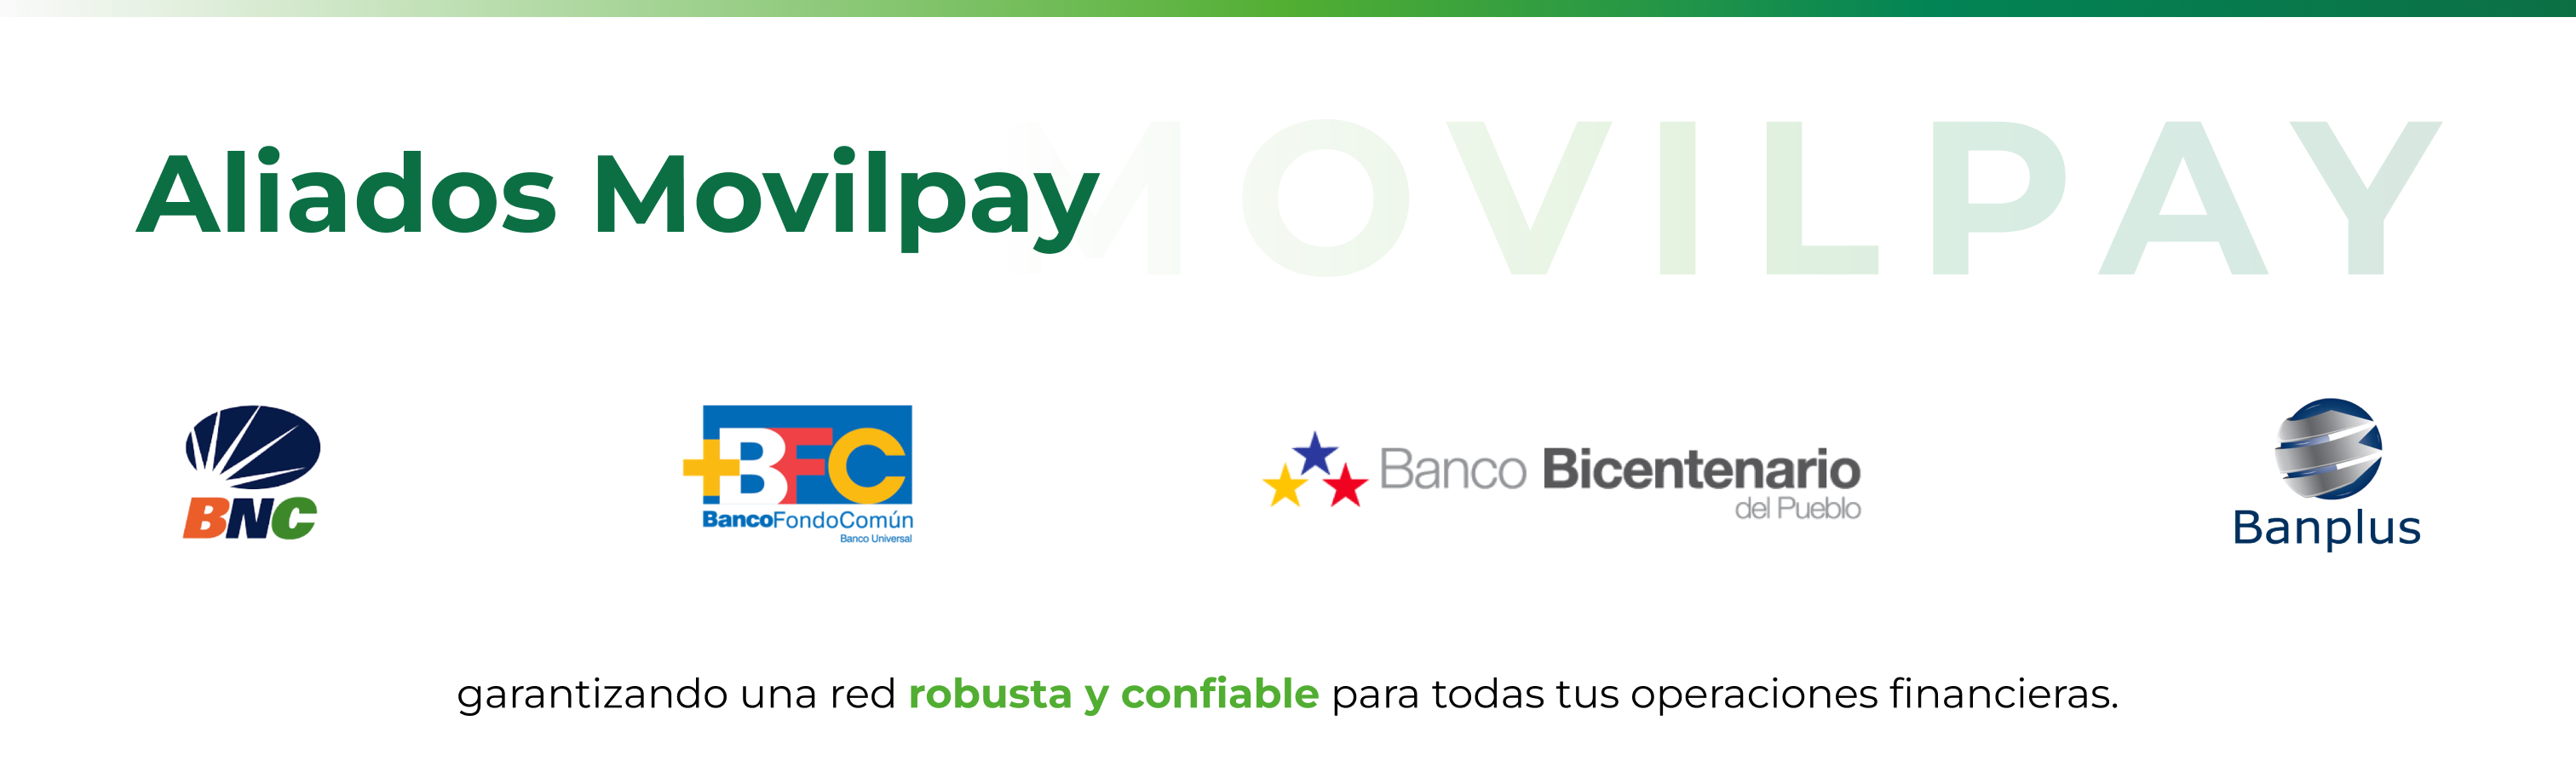 Aliados Movilpay
MOVILPAY
BNC
+BFC
BancoFondoComún
Banco Universal
Banco Bicentenario
del Pueblo
Banplus
garantizando una red robusta y confiable para todas tus operaciones financieras.